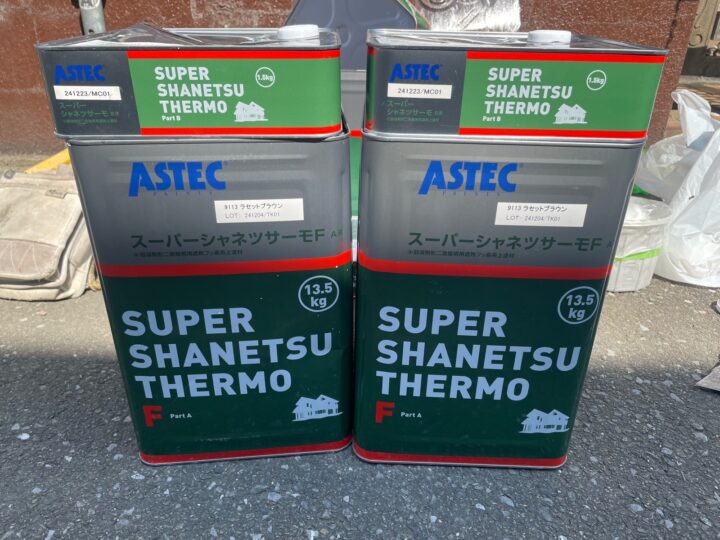 ASTEC
241223/MC01
スーパー
シャネツサーモ
SUPER
SHANETSU
THERMO
Part B
1.5kg
ASTEC
241223/MC01
スーパー
シャネツサーモ
SUPER
SHANETSU
THERMO
Part B
1.5kg
ASTEC
9113 ラセットブラウン
LOT: 241204/TK01
スーパーシャネツサーモF
13.5
kg
SUPER
SHANETSU
THERMO
F Part A
ASTEC
9113 ラセットブラウン
LOT: 241204/TK01
スーパーシャネツサーモF
13.5
kg
SUPER
SHANETSU
THERMO
F Part A